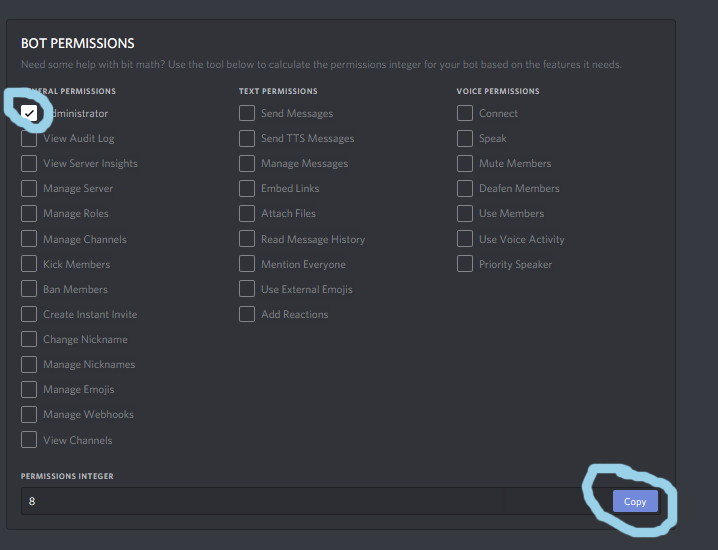 BOT PERMISSIONS
Need some help with bit math? Use the tool below to calculate the permissions integer for your bot based on the features it needs.
GENERAL PERMISSIONS
Administrator
View Audit Log
View Server Insights
Manage Server
Manage Roles
Manage Channels
Kick Members
Ban Members
Create Instant Invite
Change Nickname
Manage Nicknames
Manage Emojis
Manage Webhooks
View Channels
TEXT PERMISSIONS
Send Messages
Send TTS Messages
Manage Messages
Embed Links
Attach Files
Read Message History
Mention Everyone
Use External Emojis
Add Reactions
VOICE PERMISSIONS
Connect
Speak
Mute Members
Deafen Members
Use Members
Use Voice Activity
Priority Speaker
PERMISSIONS INTEGER
8
Copy